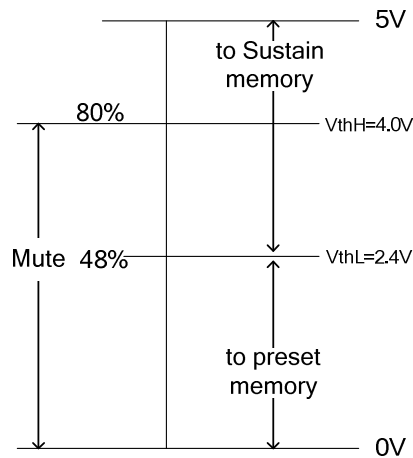 5V
to Sustain
memory
80%
VthH=4.0V
Mute 48%
VthL=2.4V
to preset
memory
0V